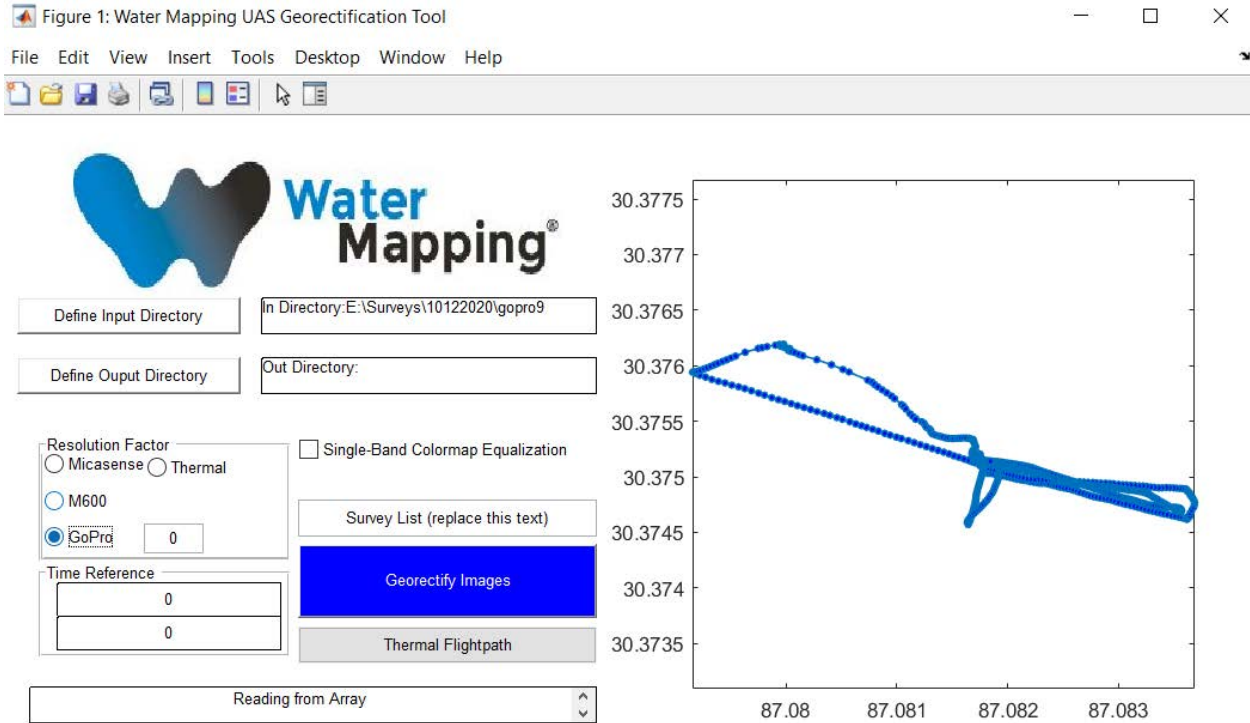 Figure 1: Water Mapping UAS Georectification Tool
File Edit View Insert Tools Desktop Window Help
Water
Mapping®
Define Input Directory
In Directory:E:\Surveys\10122020\gopro9
Define Ouput Directory
Out Directory:
Resolution Factor
Micasense Thermal
M600
GoPro 0
Single-Band Colormap Equalization
Survey List (replace this text)
Georectify Images
Thermal Flightpath
Time Reference
0
0
Reading from Array
30.3775
30.377
30.3765
30.376
30.3755
30.375
30.3745
30.374
30.3735
87.08 87.081 87.082 87.083